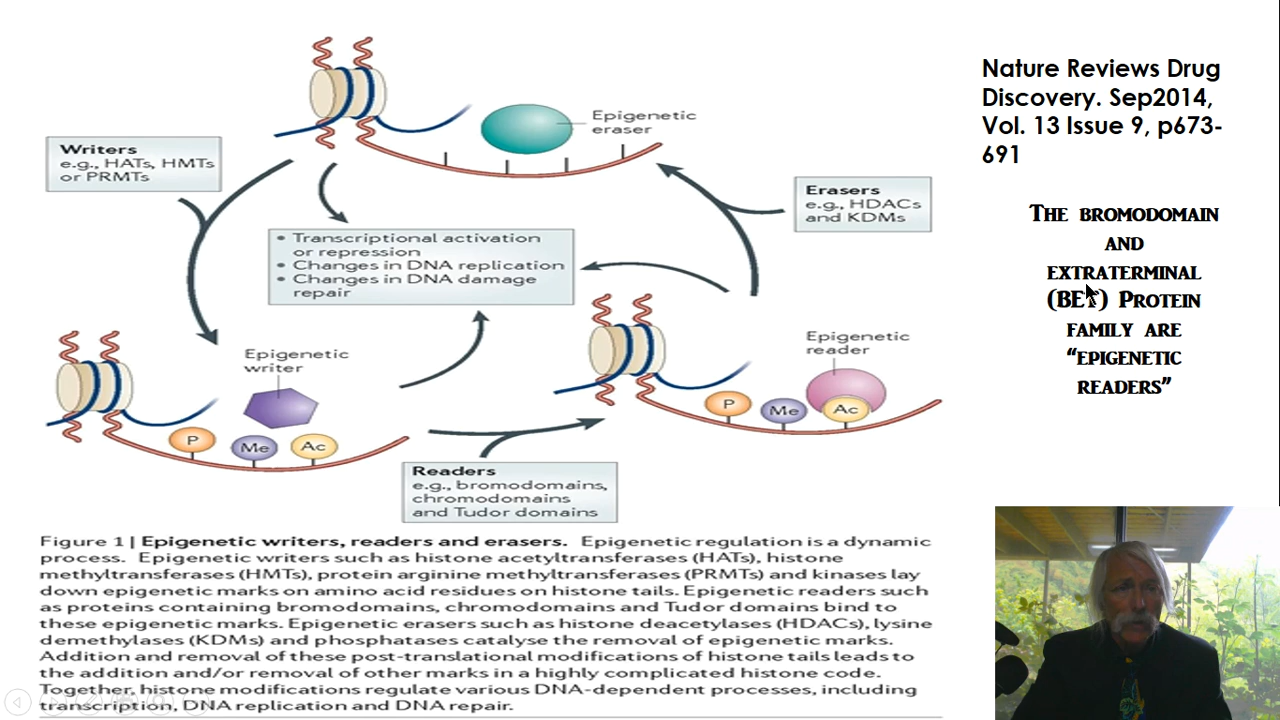 Nature Reviews Drug
Discovery. Sep2014,
Vol. 13 Issue 9, p673-
691
The bromodomain
and
extraterminal
(BET) Protein
family are
“epigenetic
readers”
Epigenetic
eraser
Writers
e.g., HATs, HMTs
or PRMTs
Erasers
e.g., HDACs
and KDMs
• Transcriptional activation
or repression
• Changes in DNA replication
• Changes in DNA damage
repair
Epigenetic
writer
Epigenetic
reader
P
Me
Ac
P
Me
Ac
Readers
e.g., bromodomains,
chromodomains
and Tudor domains
Figure 1 | Epigenetic writers, readers and erasers. Epigenetic regulation is a dynamic
process. Epigenetic writers such as histone acetyltransferases (HATs), histone
methyltransferases (HMTs), protein arginine methyltransferases (PRMTs) and kinases lay
down epigenetic marks on amino acid residues on histone tails. Epigenetic readers such
as proteins containing bromodomains, chromodomains and Tudor domains bind to
these epigenetic marks. Epigenetic erasers such as histone deacetylases (HDACs), lysine
demethylases (KDMs) and phosphatases catalyse the removal of epigenetic marks.
Addition and removal of these post-translational modifications of histone tails leads to
the addition and/or removal of other marks in a highly complicated histone code.
Together, histone modifications regulate various DNA-dependent processes, including
transcription, DNA replication and DNA repair.